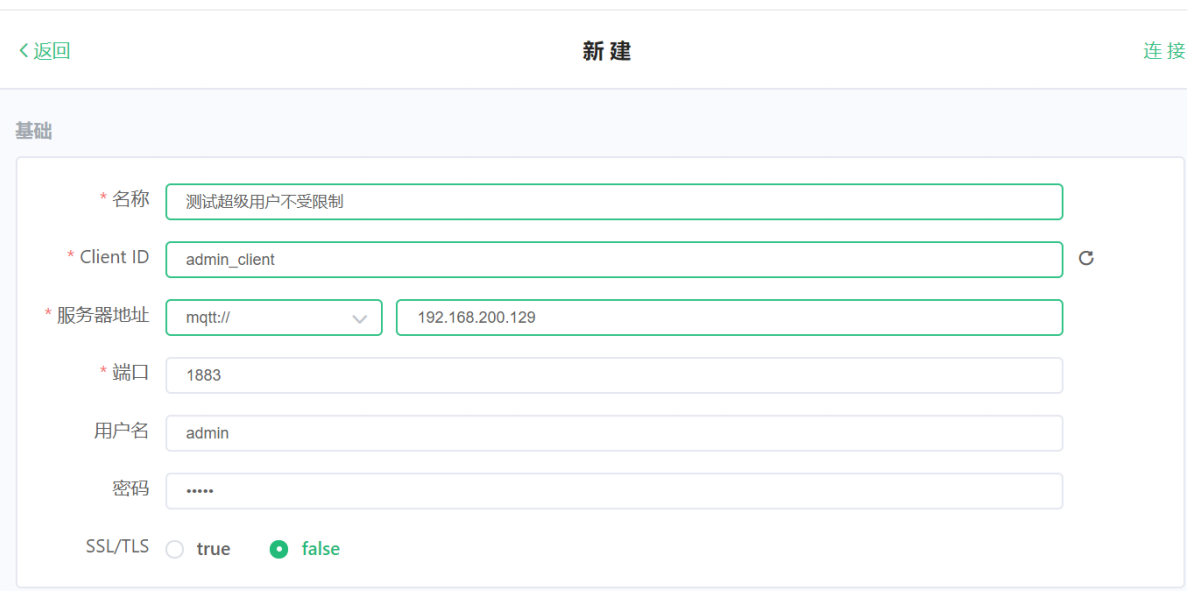 返回 新建 连接
基础
* 名称 测试超级用户不受限制
* Client ID admin_client
* 服务器地址 mqtt:// 192.168.200.129
* 端口 1883
用户名 admin
密码 •••••
SSL/TLS true false